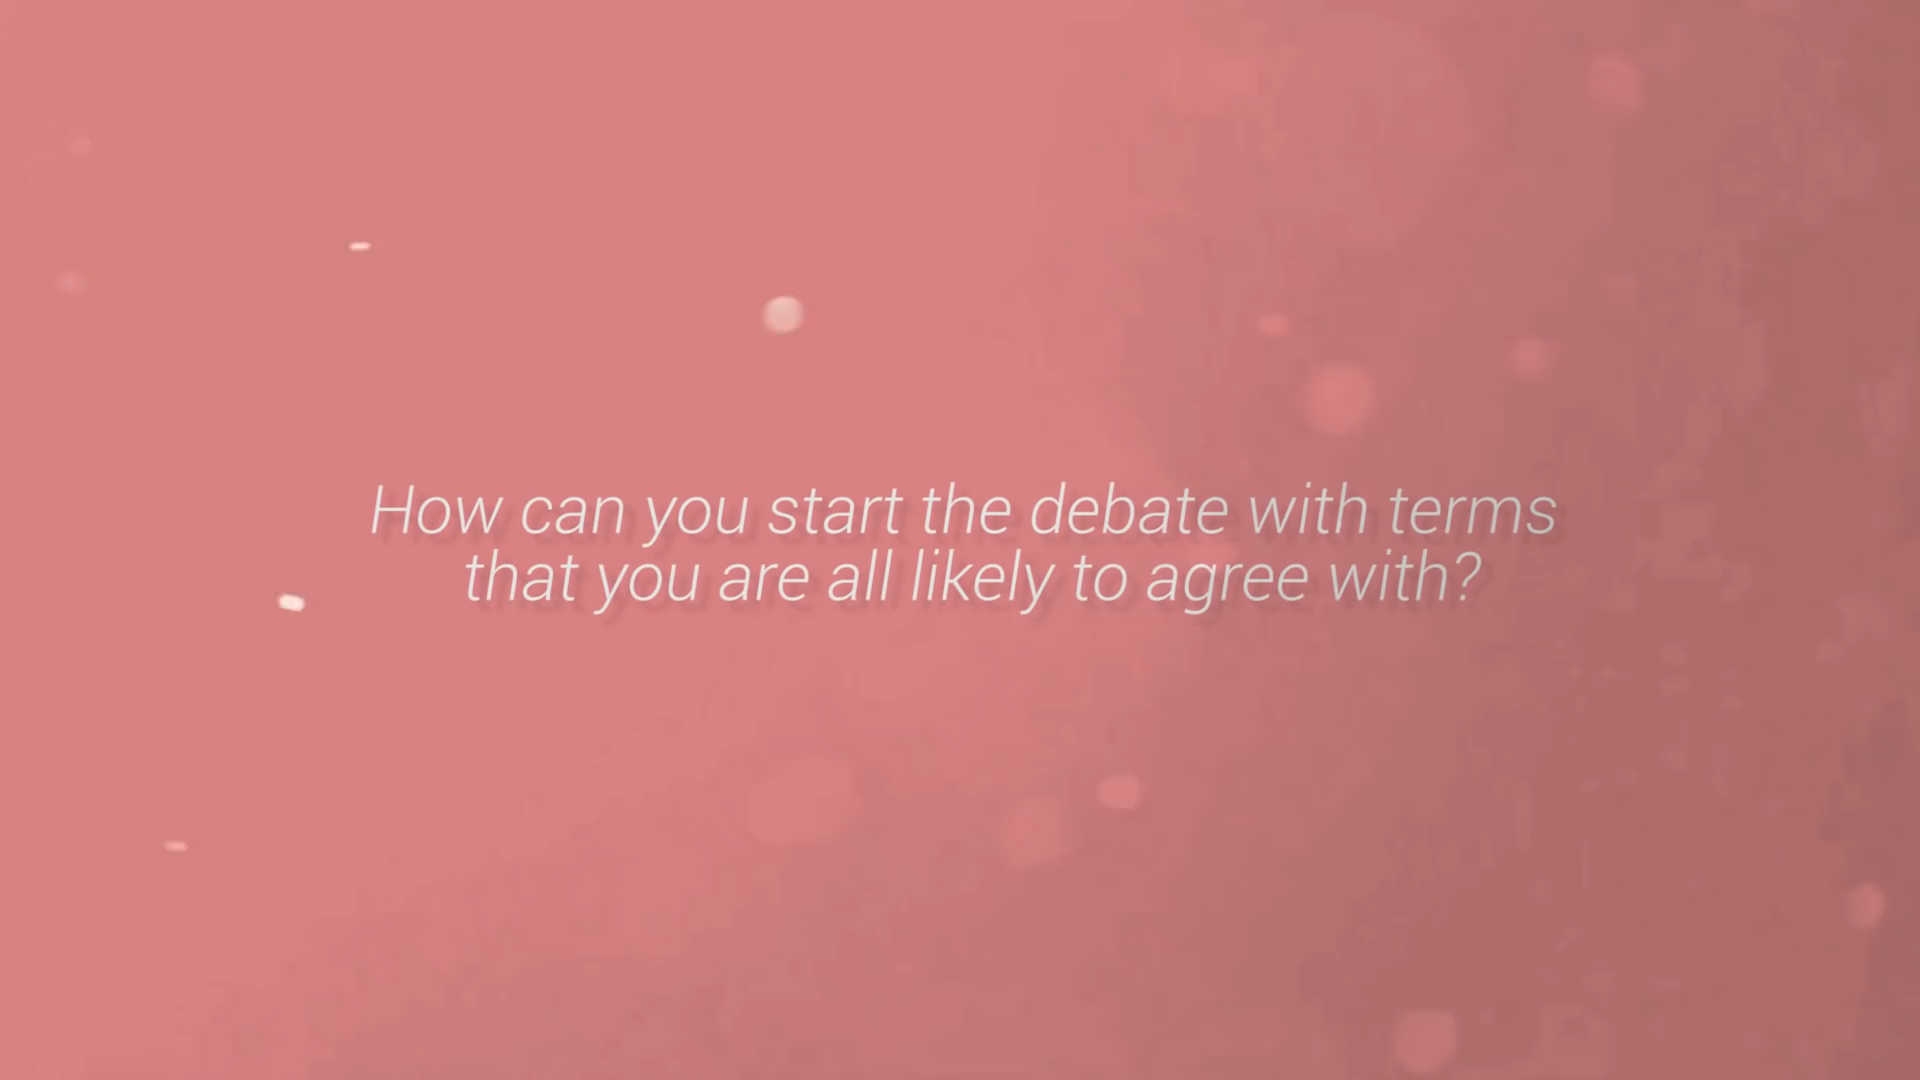 How can you start the debate with terms
that you are all likely to agree with?